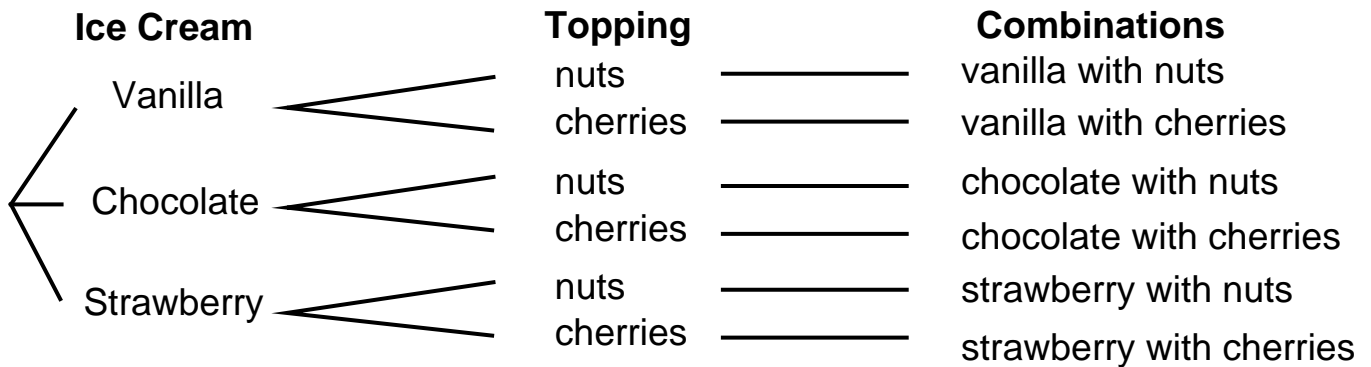 Ice Cream Topping Combinations
Vanilla nuts vanilla with nuts
cherries vanilla with cherries
Chocolate nuts chocolate with nuts
cherries chocolate with cherries
Strawberry nuts strawberry with nuts
cherries strawberry with cherries